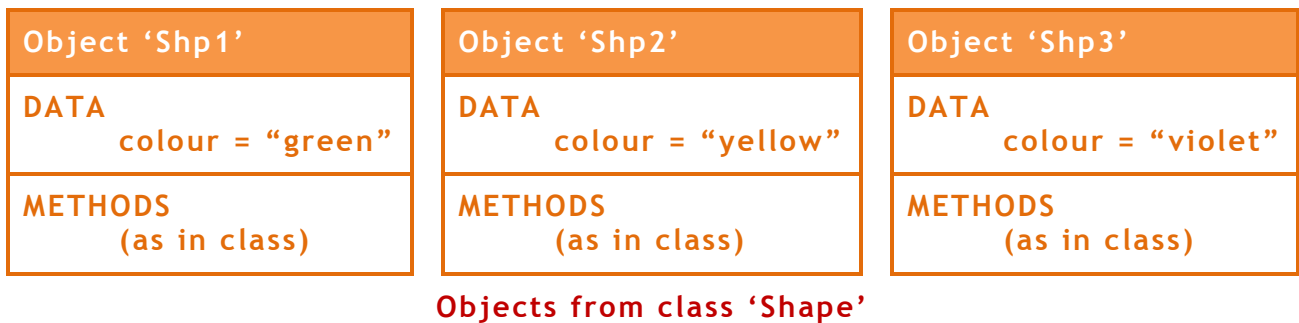 Object ‘Shp1’
DATA
colour = “green”
METHODS
(as in class)
Object ‘Shp2’
DATA
colour = “yellow”
METHODS
(as in class)
Object ‘Shp3’
DATA
colour = “violet”
METHODS
(as in class)
Objects from class ‘Shape’